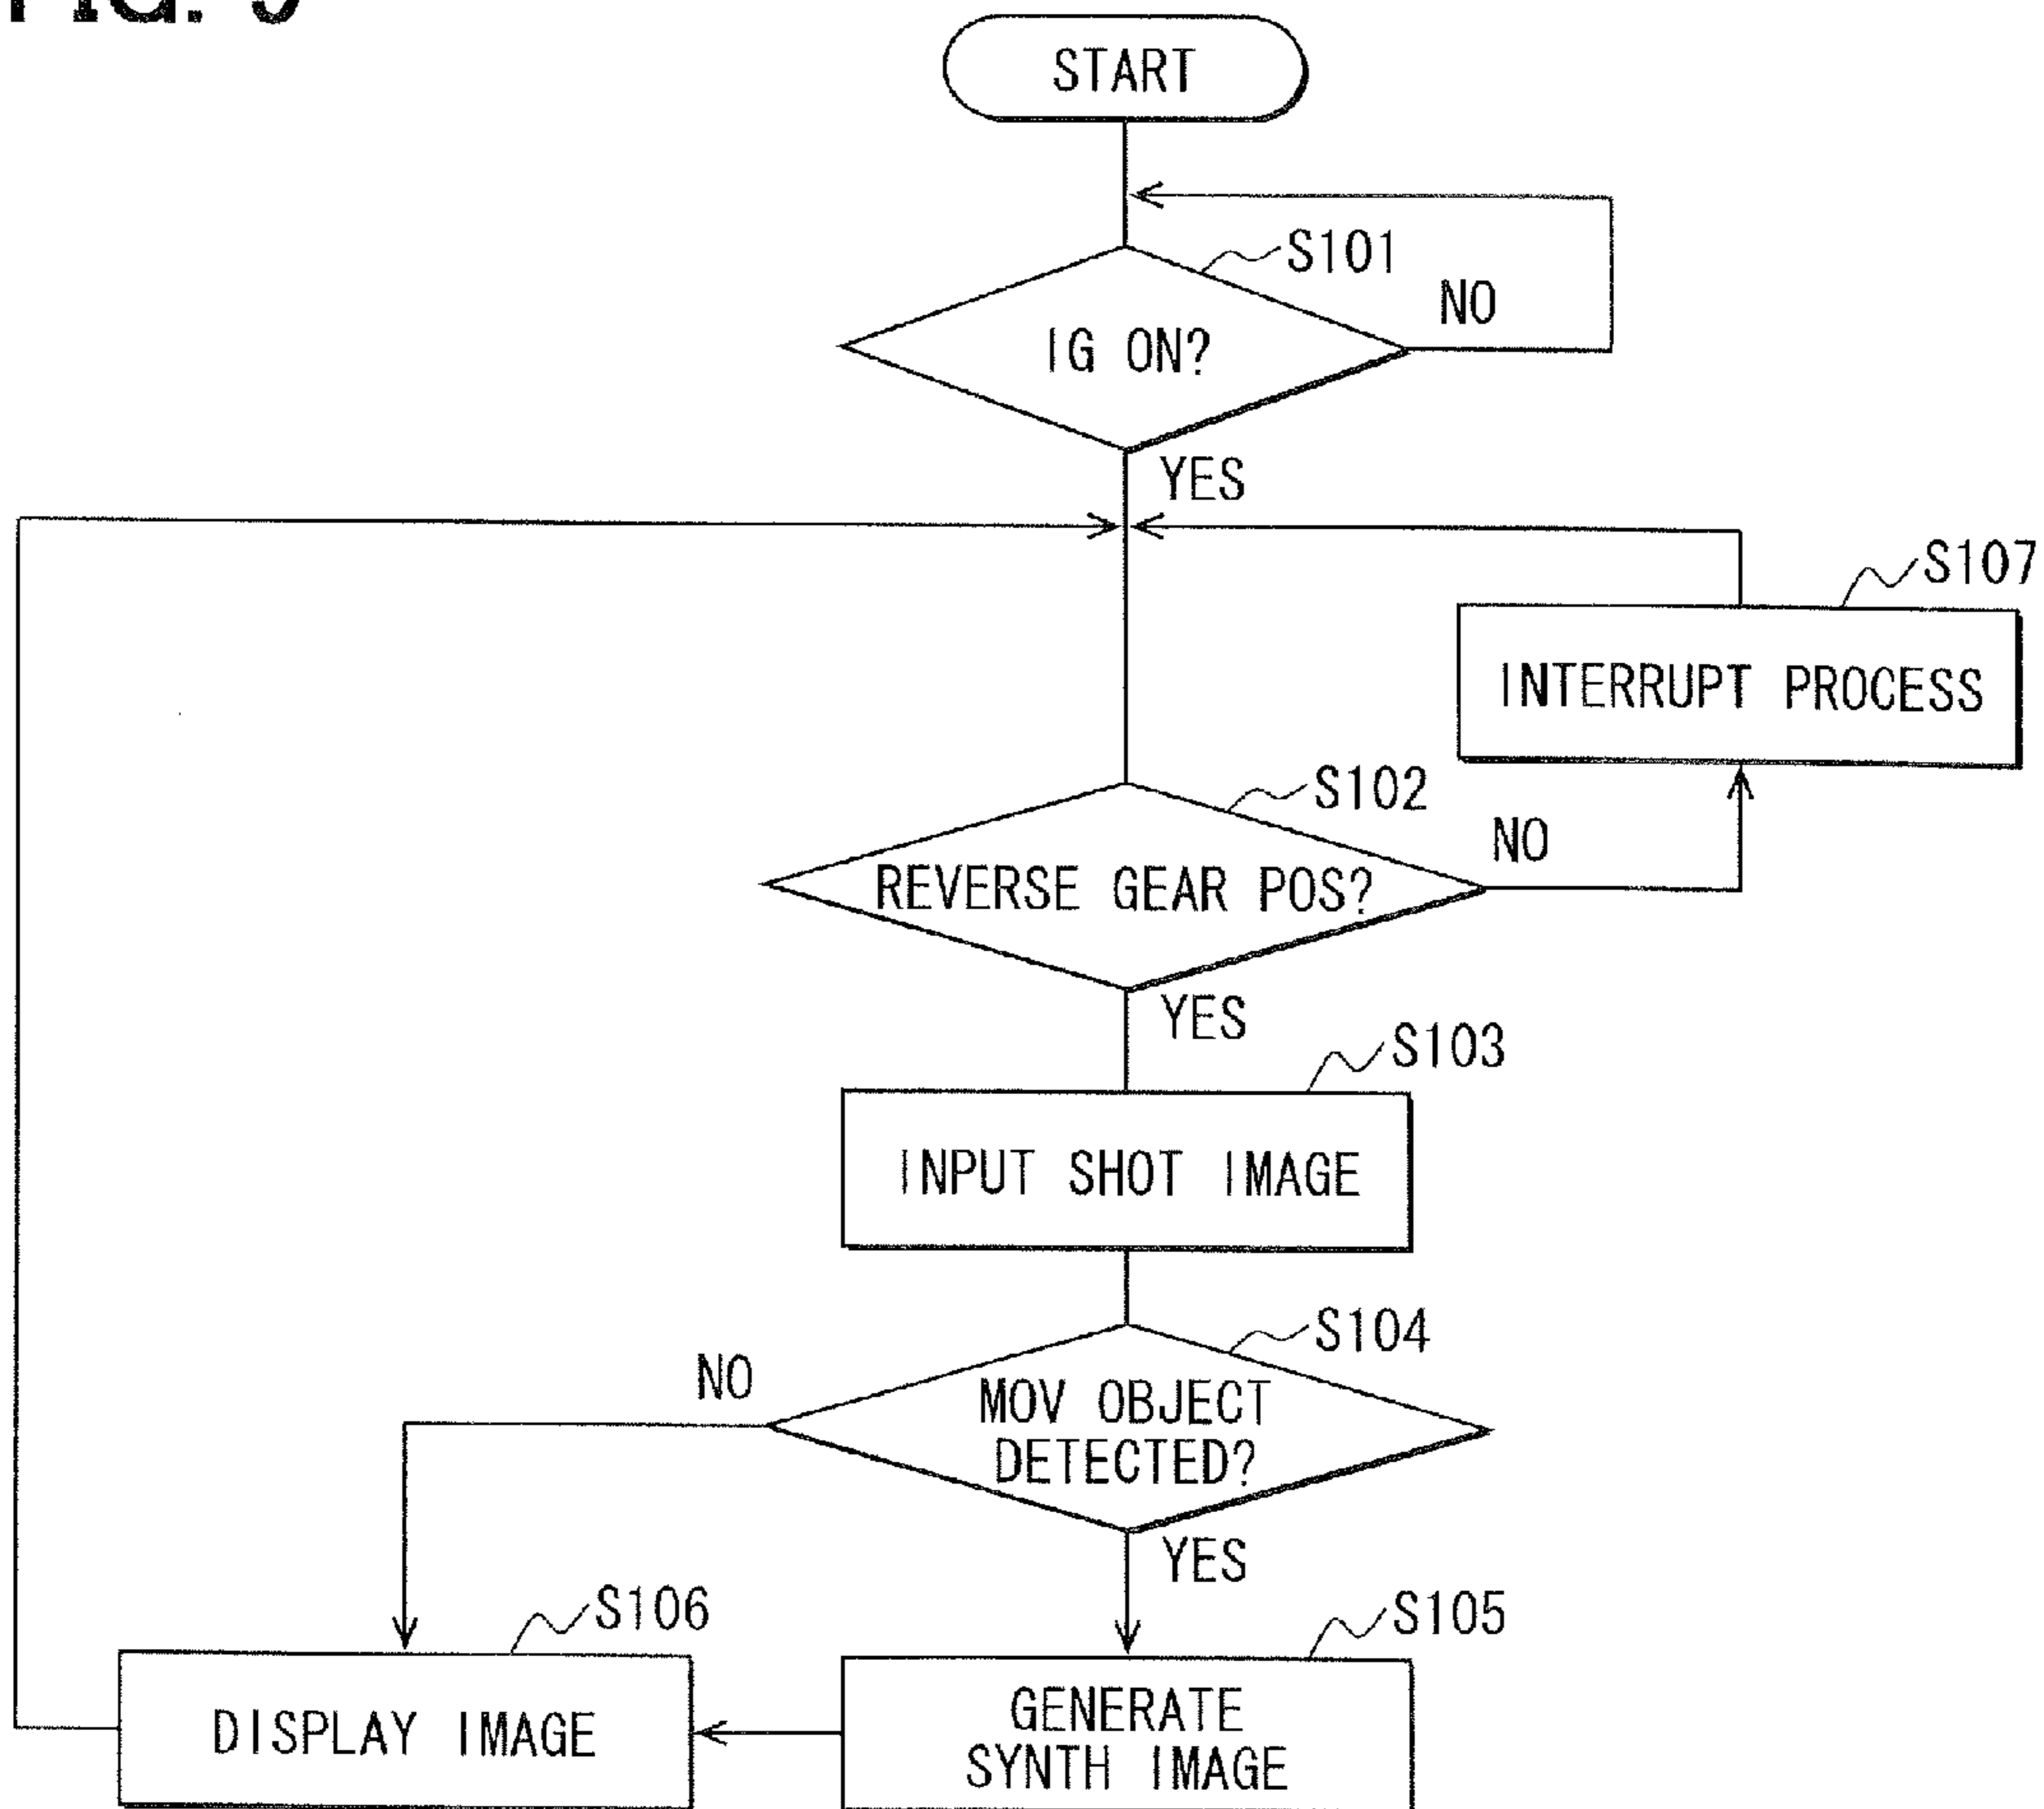 START
S101
IG ON?
NO
YES
S107
INTERRUPT PROCESS
S102
REVERSE GEAR POS?
NO
YES
S103
INPUT SHOT IMAGE
S104
NO
MOV OBJECT
DETECTED?
YES
S106
S105
DISPLAY IMAGE
GENERATE
SYNTH IMAGE